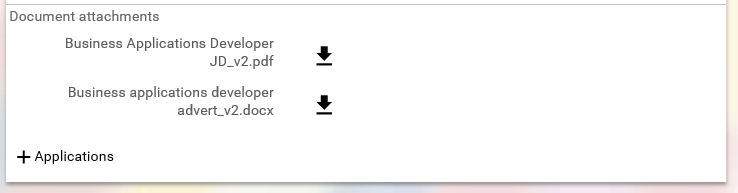 Document attachments
Business Applications Developer
JD_v2.pdf
Business applications developer
advert_v2.docx
Applications